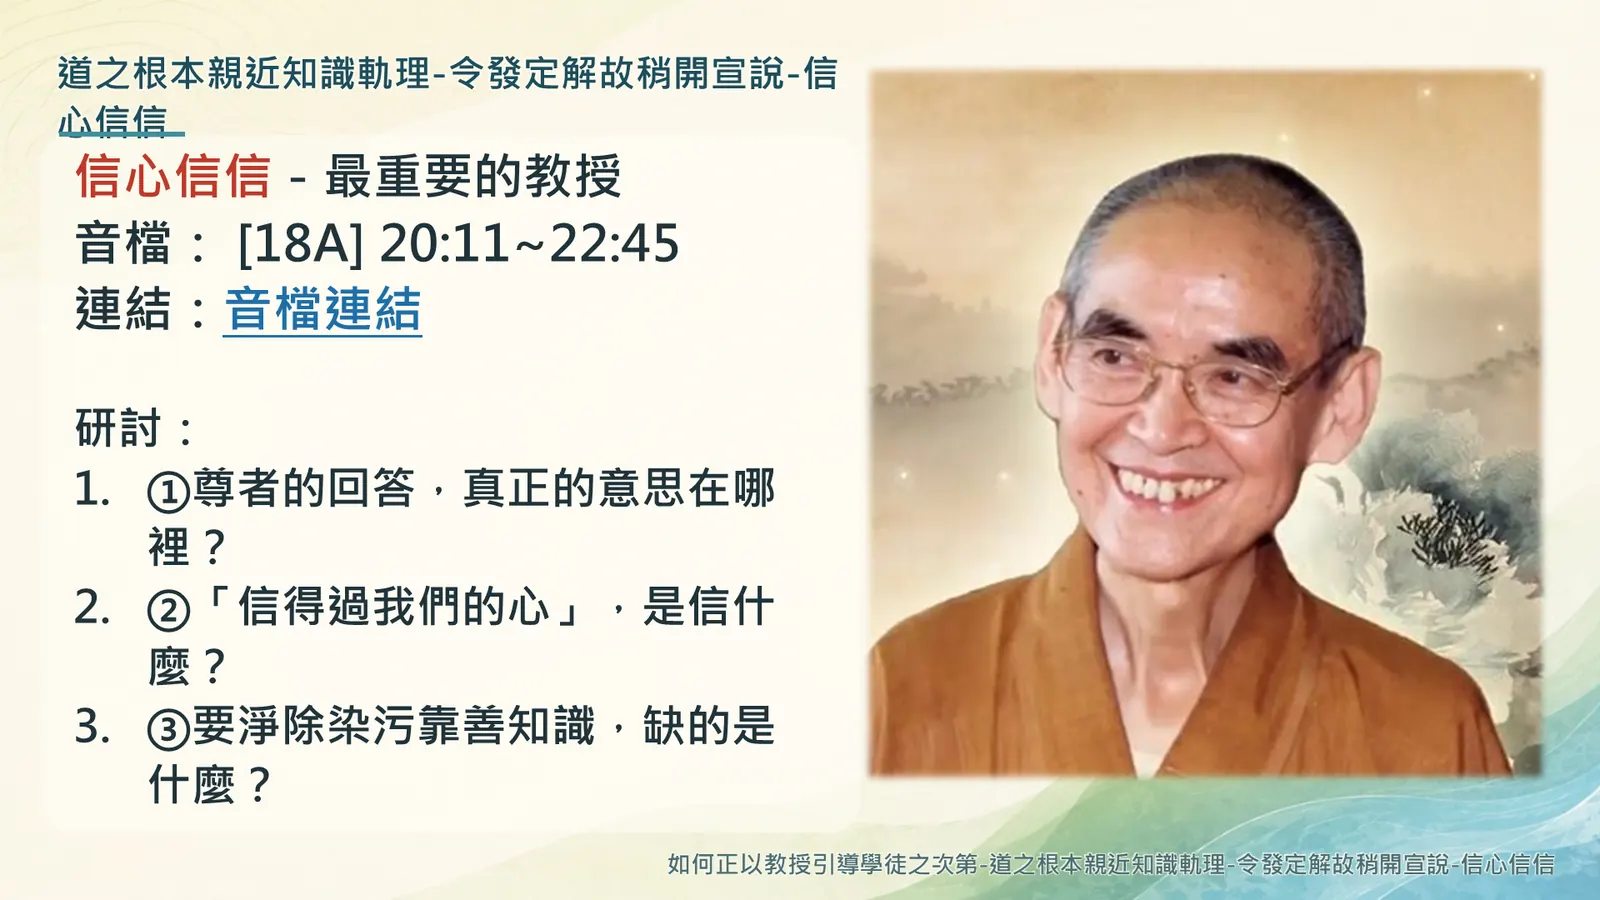 道之根本親近知識軌理-令發定解故稍開宣說-信
心信信
信心信信 - 最重要的教授
音檔： [18A] 20:11~22:45
連結：音檔連結
研討：
1. ①尊者的回答，真正的意思在哪
裡？
2. ②「信得過我們的心」，是信什
麼？
3. ③要淨除染污靠善知識，缺的是
什麼？
如何正以教授引導學徒之次第-道之根本親近知識軌理-令發定解故稍開宣說-信心信信